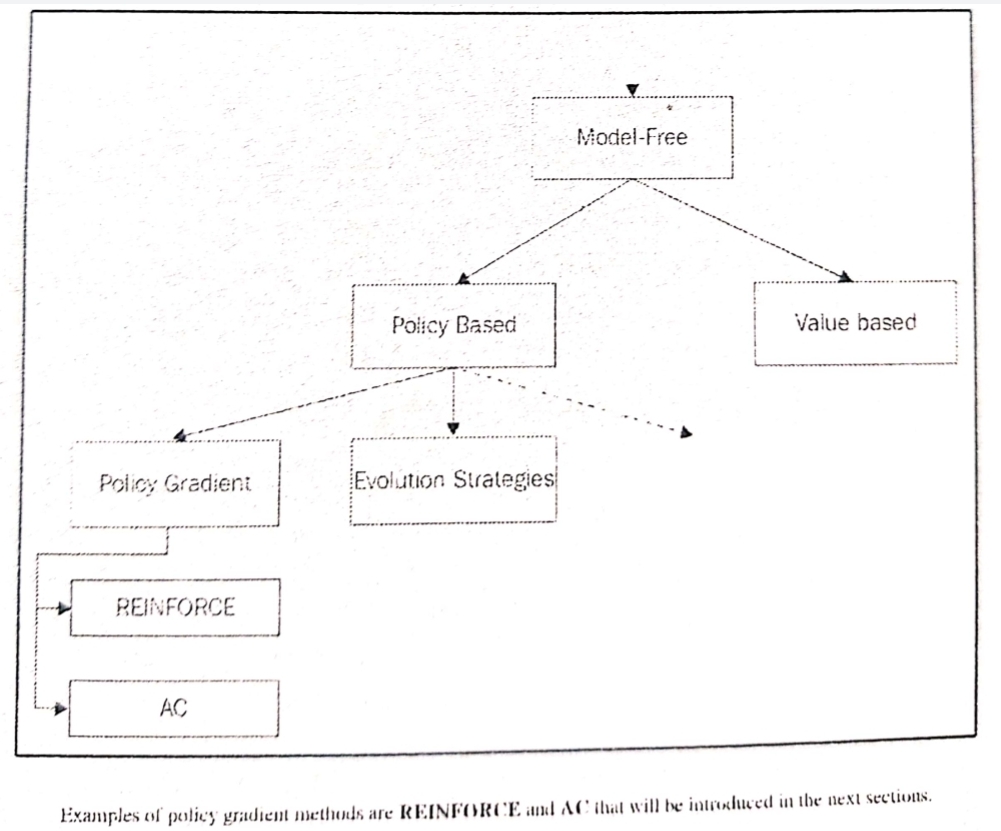 Model-Free
Policy Based
Value based
Policy Gradient
Evolution Strategies
REINFORCE
AC
Examples of policy gradient methods are REINFORCE and AC that will be introduced in the next sections.